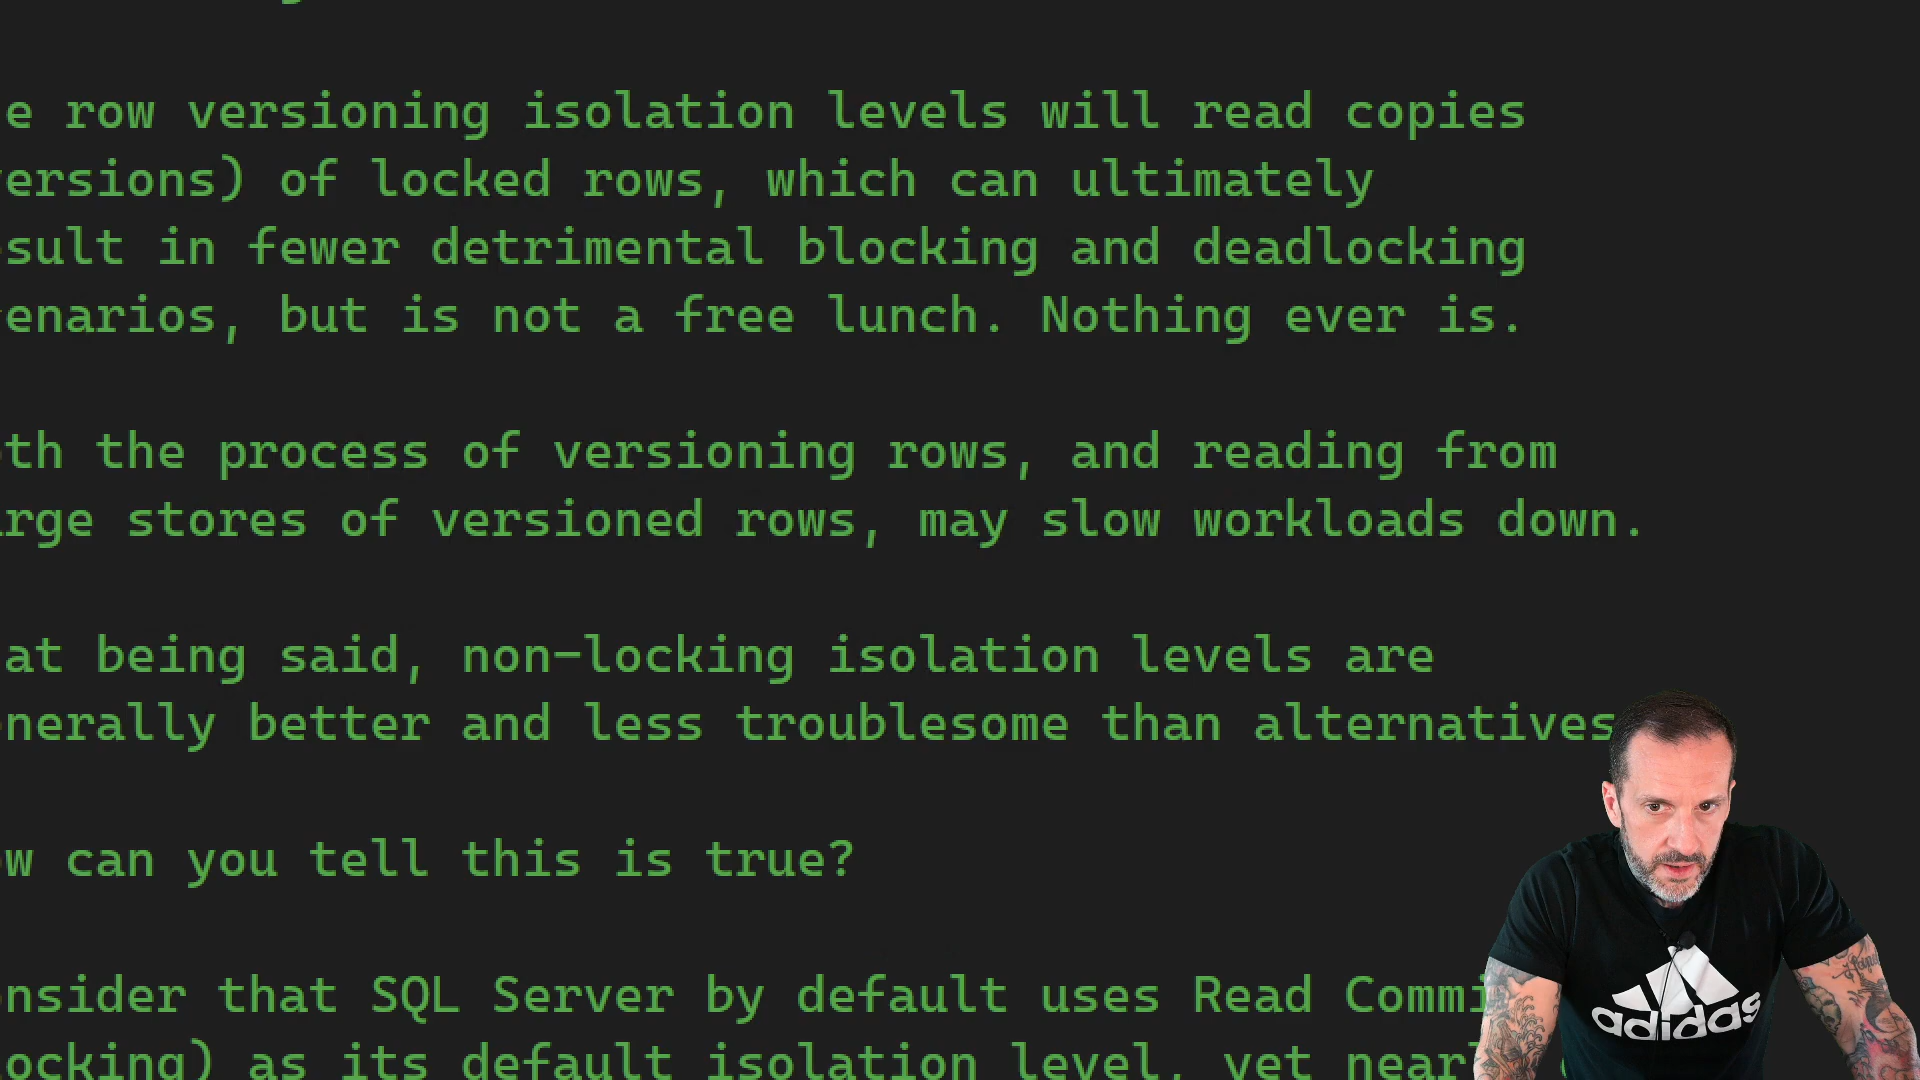 e row versioning isolation levels will read copies
ersions) of locked rows, which can ultimately
sult in fewer detrimental blocking and deadlocking
enarios, but is not a free lunch. Nothing ever is.
th the process of versioning rows, and reading from
rge stores of versioned rows, may slow workloads down.
at being said, non-locking isolation levels are
nerally better and less troublesome than alternatives
w can you tell this is true?
nsider that SQL Server by default uses Read Commi
ocking) as its default isolation level, yet near
adidas